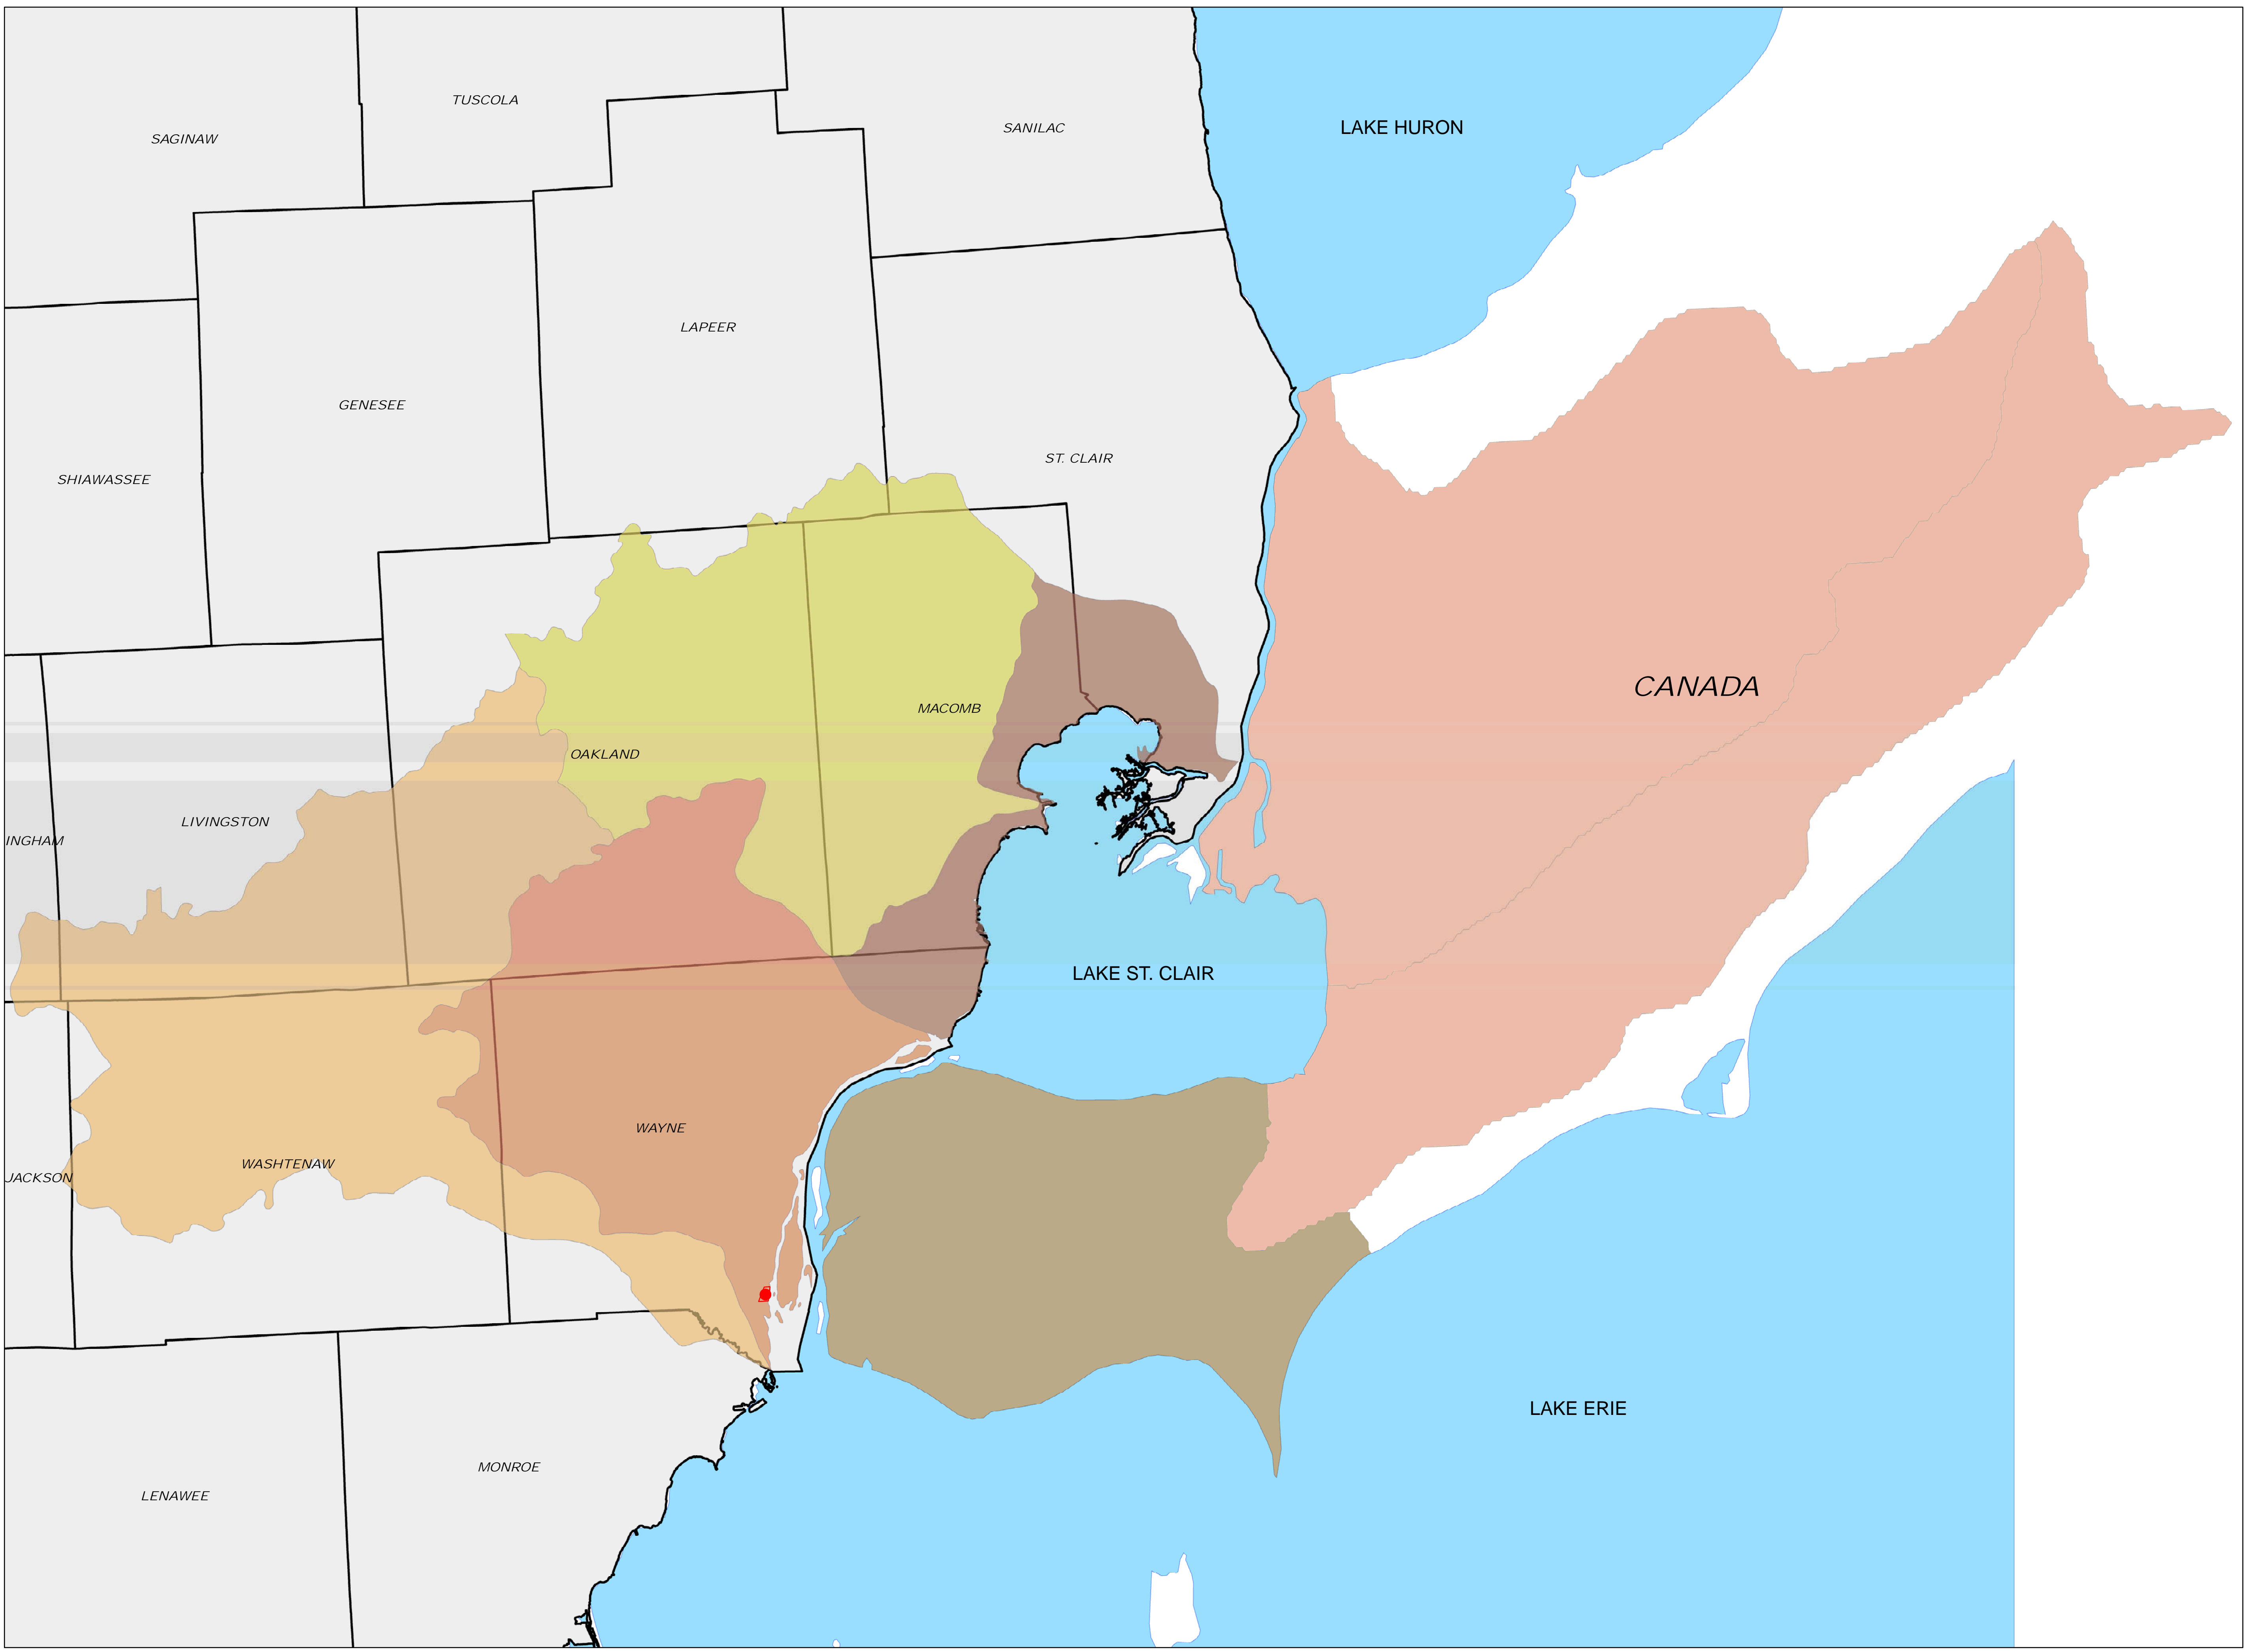 TUSCOLA
SAGINAW
SANILAC
LAKE HURON
LAPEER
GENESEE
ST. CLAIR
SHIAWASSEE
CANADA
MACOMB
OAKLAND
LIVINGSTON
INGHAM
LAKE ST. CLAIR
WAYNE
WASHTENAW
JACKSON
LAKE ERIE
MONROE
LENAWEE